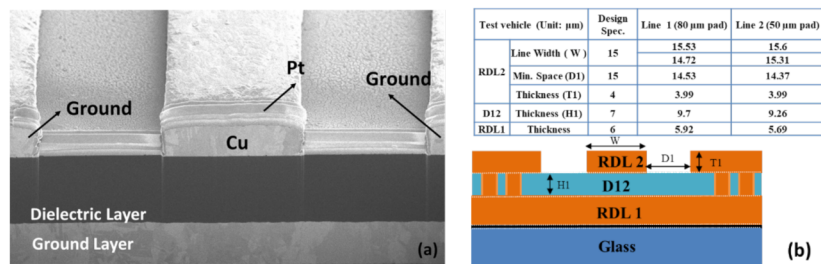 Pt
Ground
Ground
Cu
Dielectric Layer
Ground Layer
(a)
Test vehicle (Unit: μm) Design Spec. Line 1 (80 μm pad) Line 2 (50 μm pad)
RDL2 Line Width ( W ) 15 15.53 15.6
14.72 15.31
Min. Space (D1) 15 14.53 14.37
Thickness (T1) 4 3.99 3.99
D12 Thickness (H1) 7 9.7 9.26
RDL1 Thickness 6 5.92 5.69
W
RDL 2 D1 T1
H1 D12
RDL 1
Glass
(b)